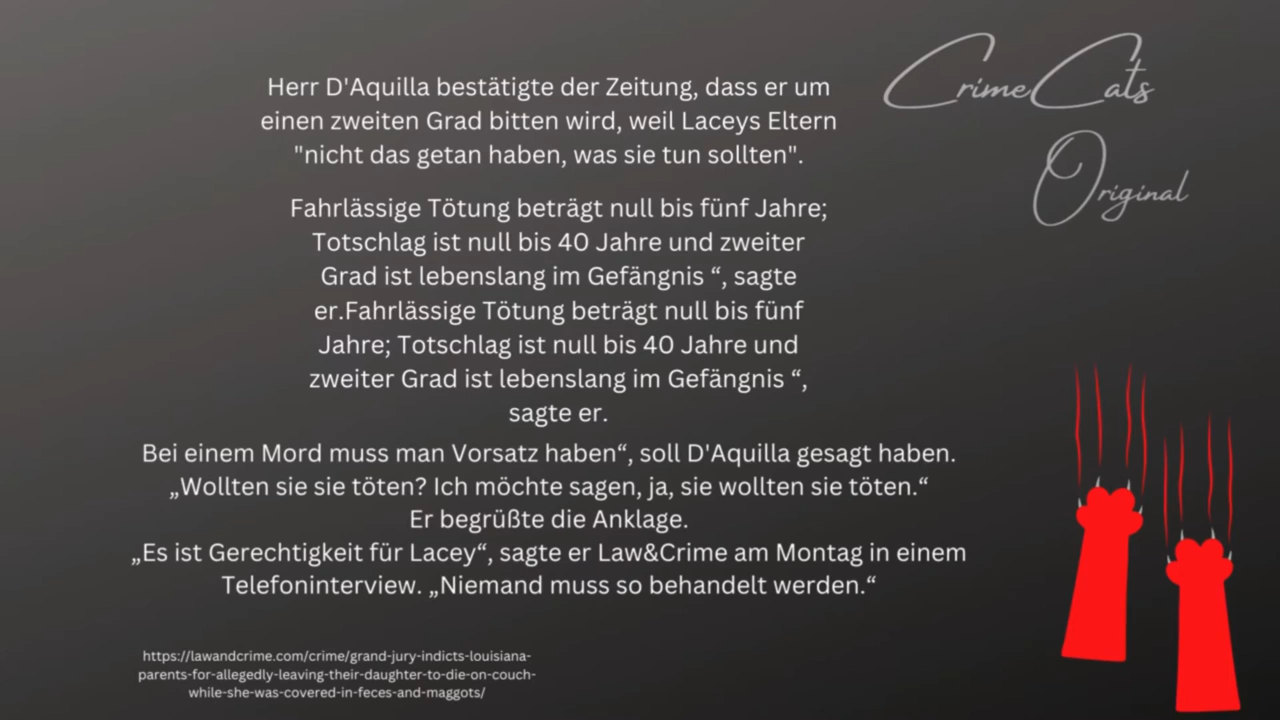 CrimeCats
Original
Herr D'Aquilla bestätigte der Zeitung, dass er um
einen zweiten Grad bitten wird, weil Laceys Eltern
"nicht das getan haben, was sie tun sollten".
Fahrlässige Tötung beträgt null bis fünf Jahre;
Totschlag ist null bis 40 Jahre und zweiter
Grad ist lebenslang im Gefängnis “, sagte
er.Fahrlässige Tötung beträgt null bis fünf
Jahre; Totschlag ist null bis 40 Jahre und
zweiter Grad ist lebenslang im Gefängnis “,
sagte er.
Bei einem Mord muss man Vorsatz haben“, soll D'Aquilla gesagt haben.
„Wollten sie sie töten? Ich möchte sagen, ja, sie wollten sie töten.“
Er begrüßte die Anklage.
„Es ist Gerechtigkeit für Lacey“, sagte er Law&Crime am Montag in einem
Telefoninterview. „Niemand muss so behandelt werden.“
https://lawandcrime.com/crime/grand-jury-indicts-louisiana-
parents-for-allegedly-leaving-their-daughter-to-die-on-couch-
while-she-was-covered-in-feces-and-maggots/